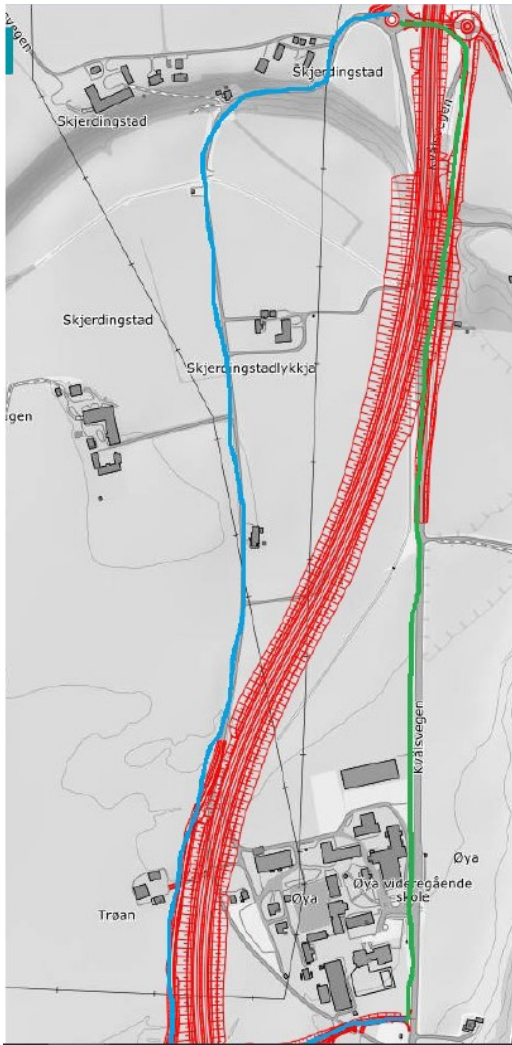 Skjerdingstad
Skjerdingstad
Skjerdingstad
Skjerdingstadlykkja
Kvålsvegen
Øya
Øya videregående
skole
Øya
Trøan